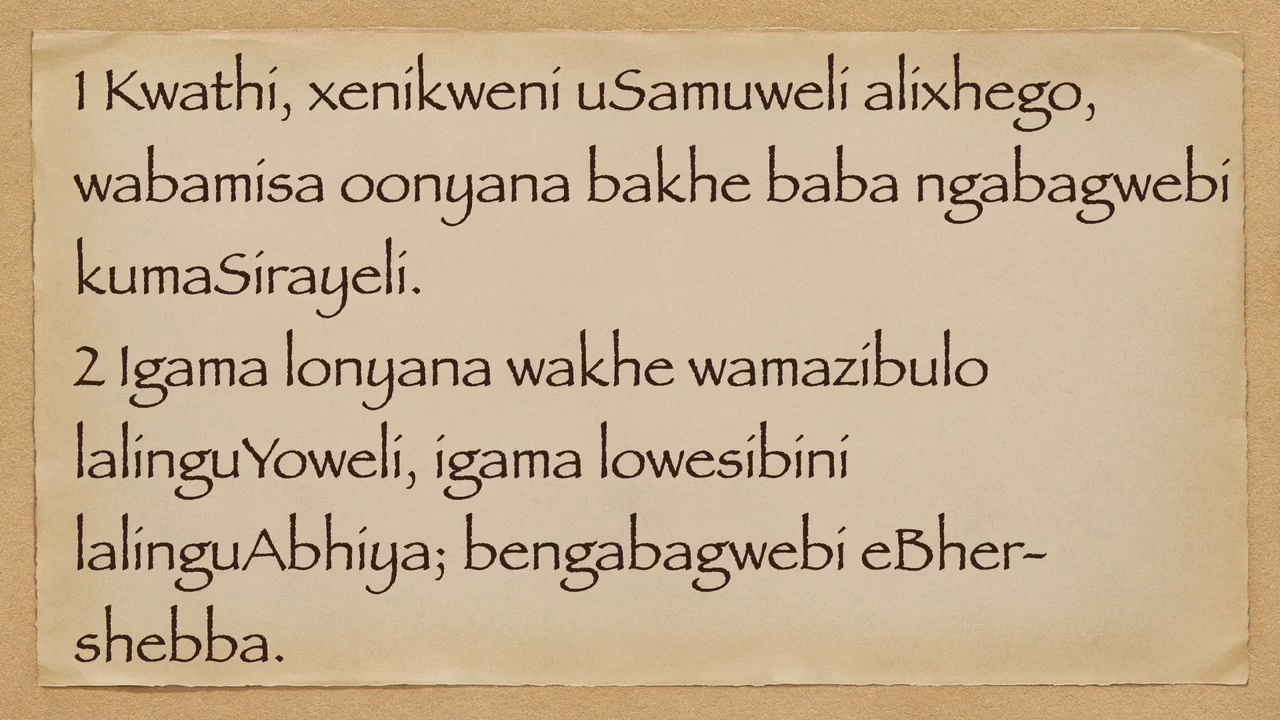 1 Kwathi, xenikweni uSamuweli alixhego,
wabamisa oonyana bakhe baba ngabagwebi
kumaSirayeli.
2 Igama lonyana wakhe wamazibulo
lalinguYoweli, igama lowesibini
lalinguAbhiya; bengabagwebi eBher-
shebba.